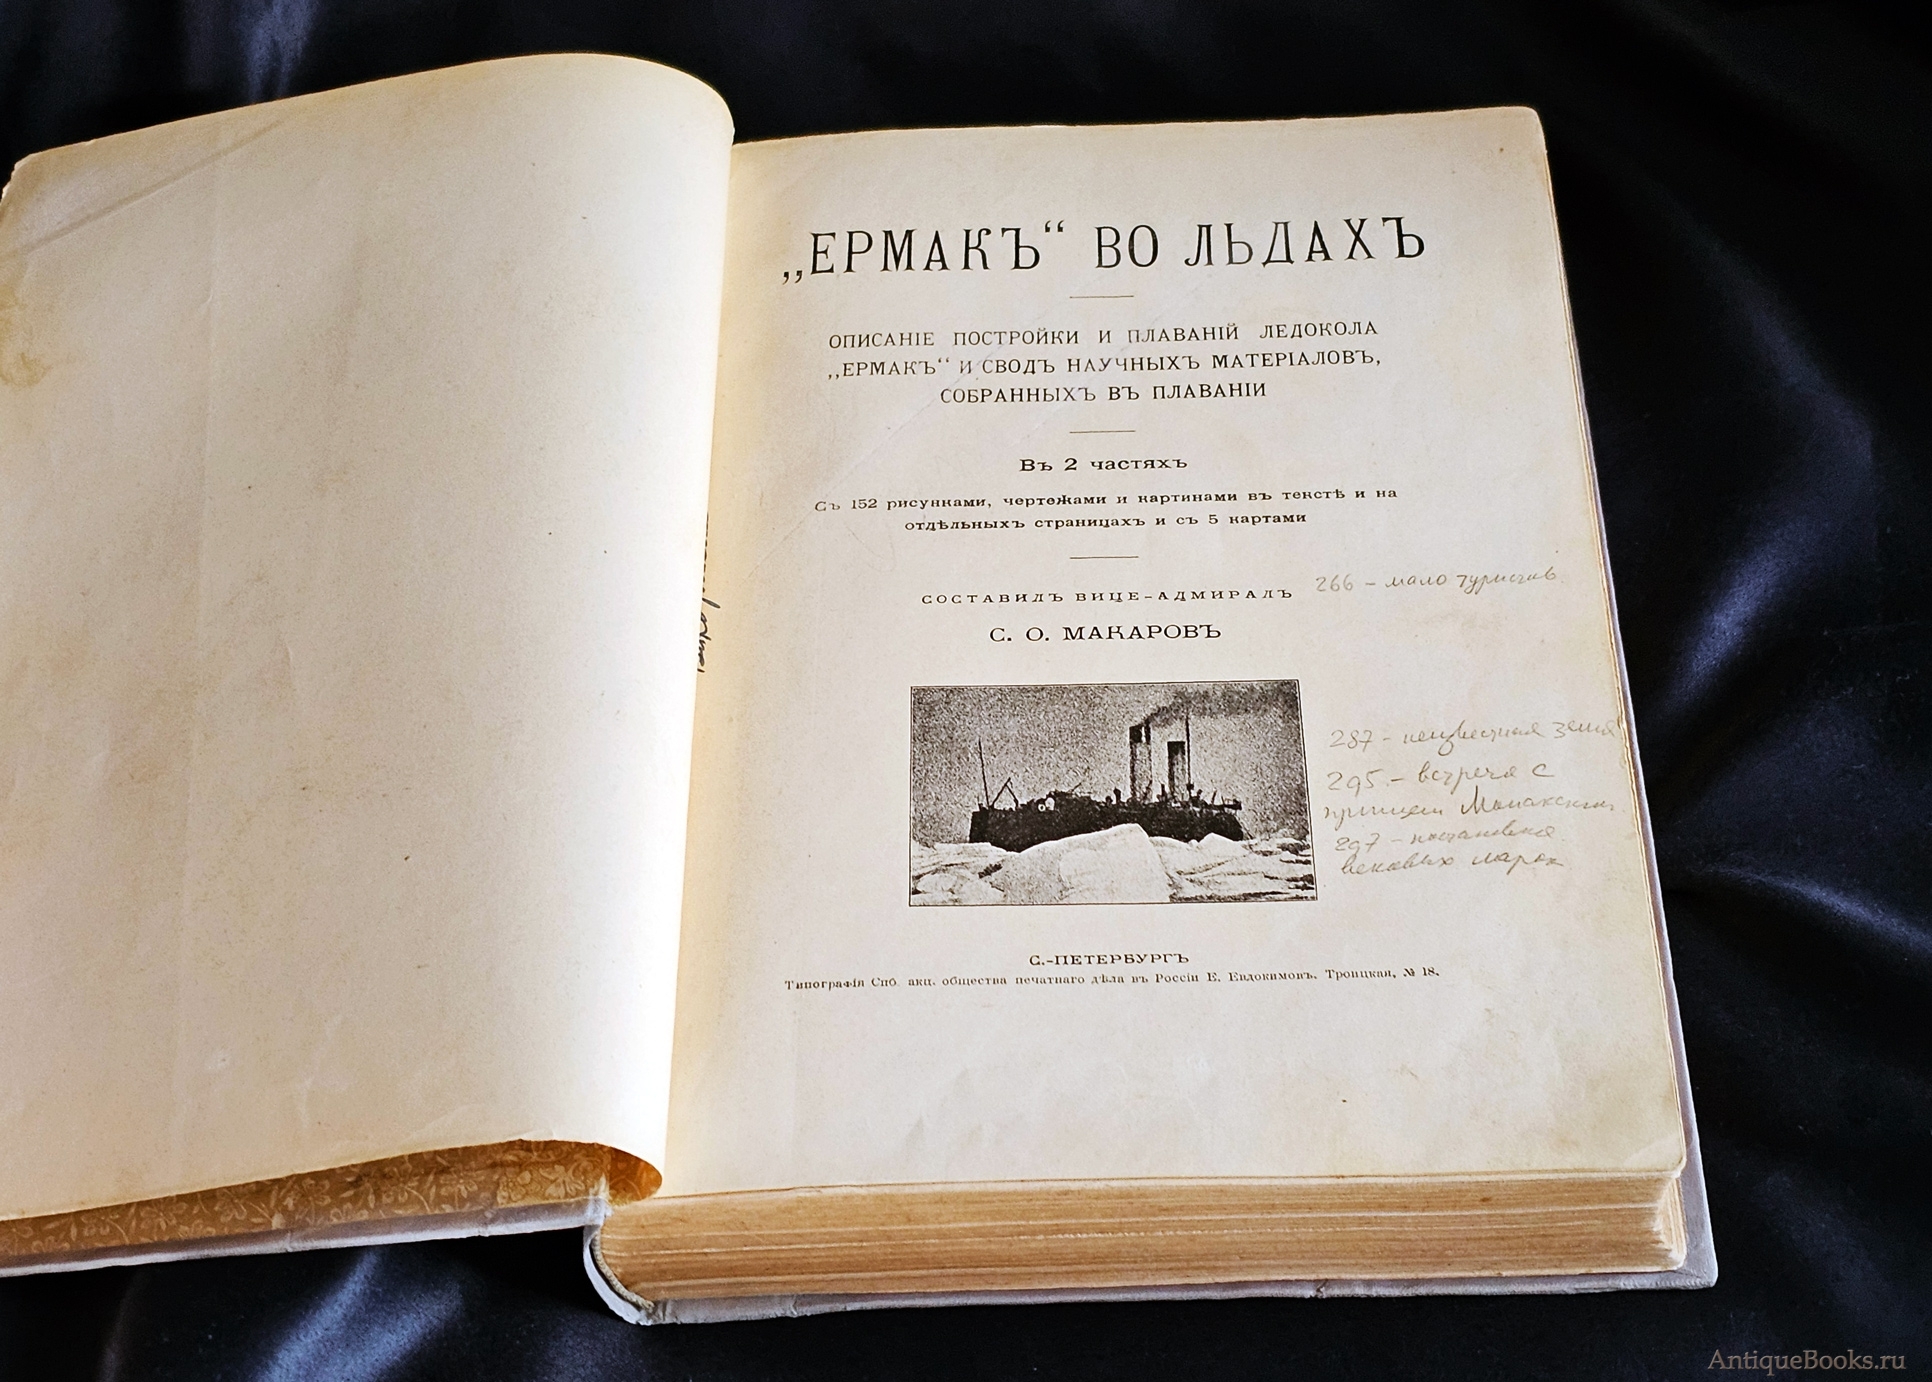 „ЕРМАКЪ“ ВО ЛЬДАХЪ
ОПИСАНІЕ ПОСТРОЙКИ И ПЛАВАНІЙ ЛЕДОКОЛА
„ЕРМАКЪ“ И СВОДЪ НАУЧНЫХЪ МАТЕРІАЛОВЪ,
СОБРАННЫХЪ ВЪ ПЛАВАНІИ
Въ 2 частяхъ
Съ 152 рисунками, чертежами и картинами въ текстѣ и на
отдѣльныхъ страницахъ и съ 5 картами
266 – мало
СОСТАВИЛЪ ВИЦЕ-АДМИРАЛЪ
С. О. МАКАРОВЪ
287 – неизвестная земля
295 – встреча с
принцем Монакским
297 – постановка
вековых марок
С.-ПЕТЕРБУРГЪ
Типографія Спб. акц. общества печатнаго дѣла въ Россіи Е. Евдокимовъ. Троицкая, № 18.
AntiqueBooks.ru